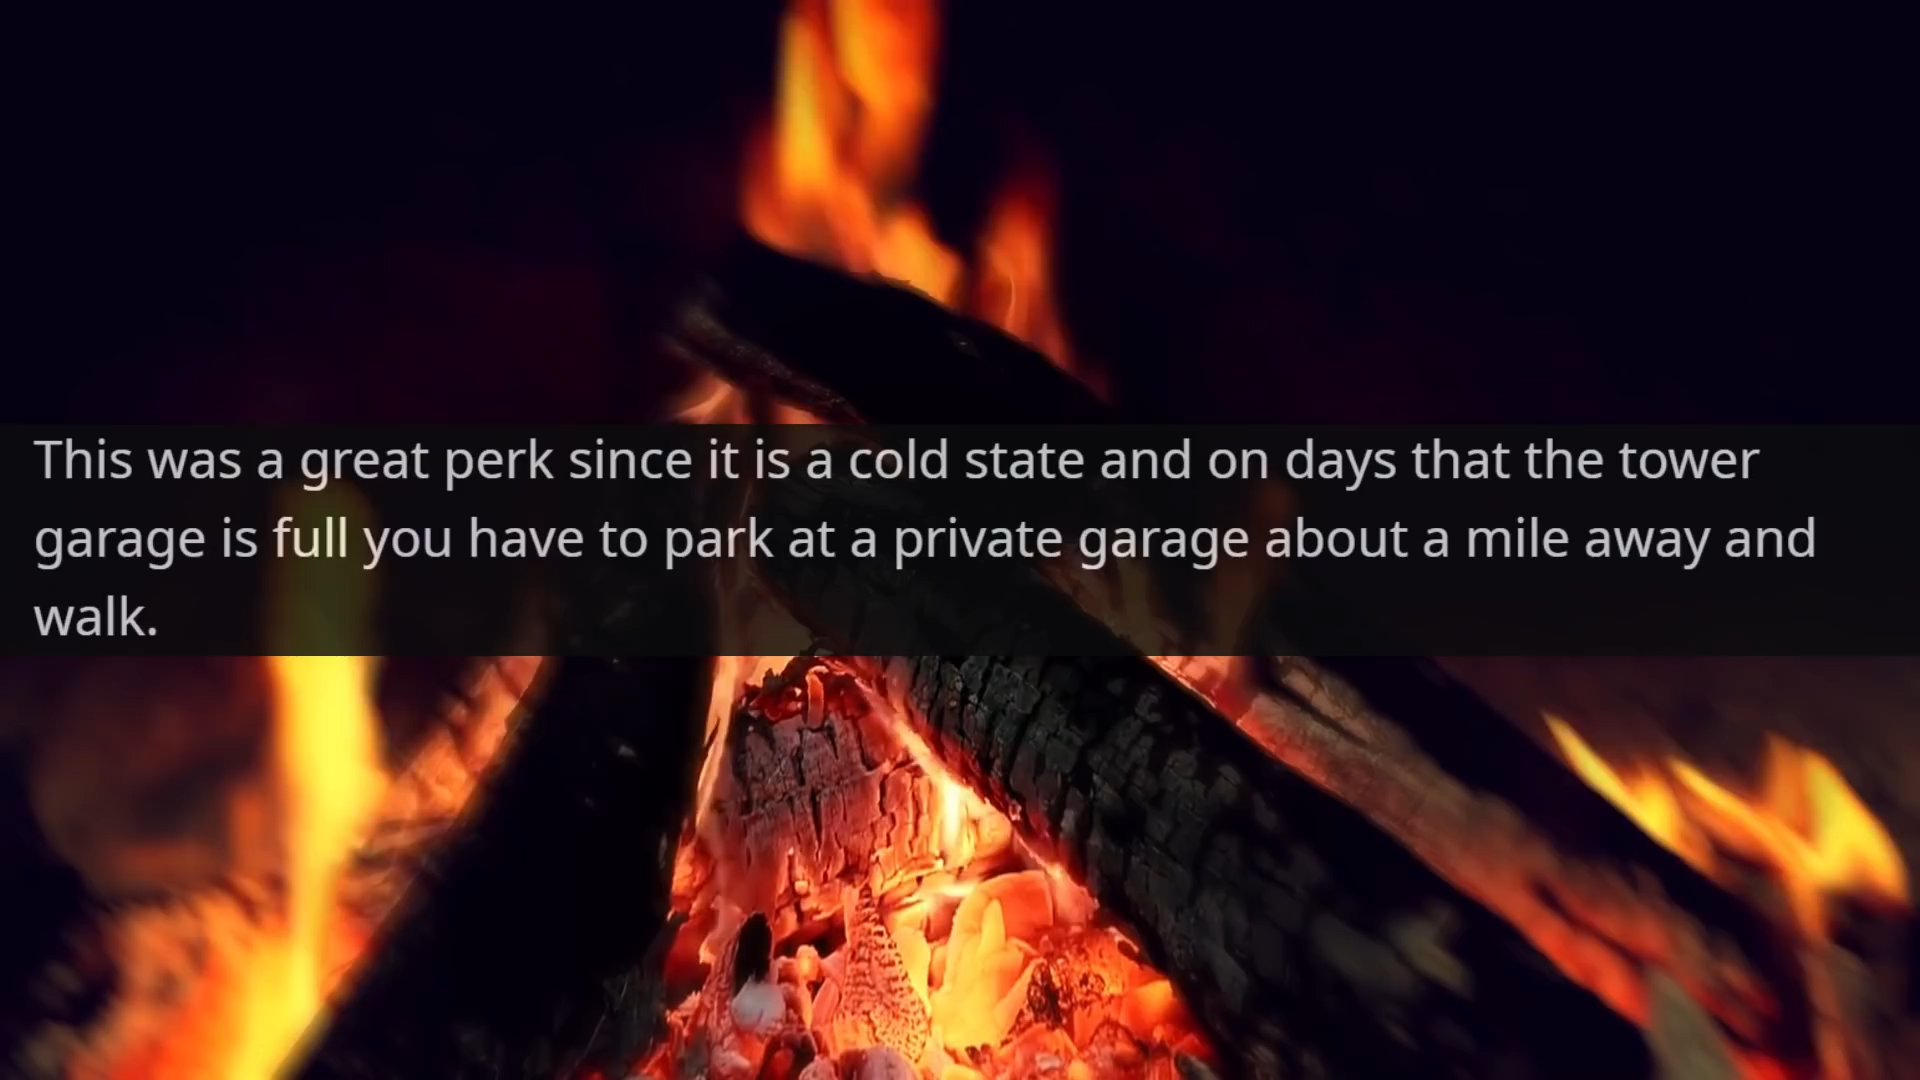 This was a great perk since it is a cold state and on days that the tower
garage is full you have to park at a private garage about a mile away and
walk.